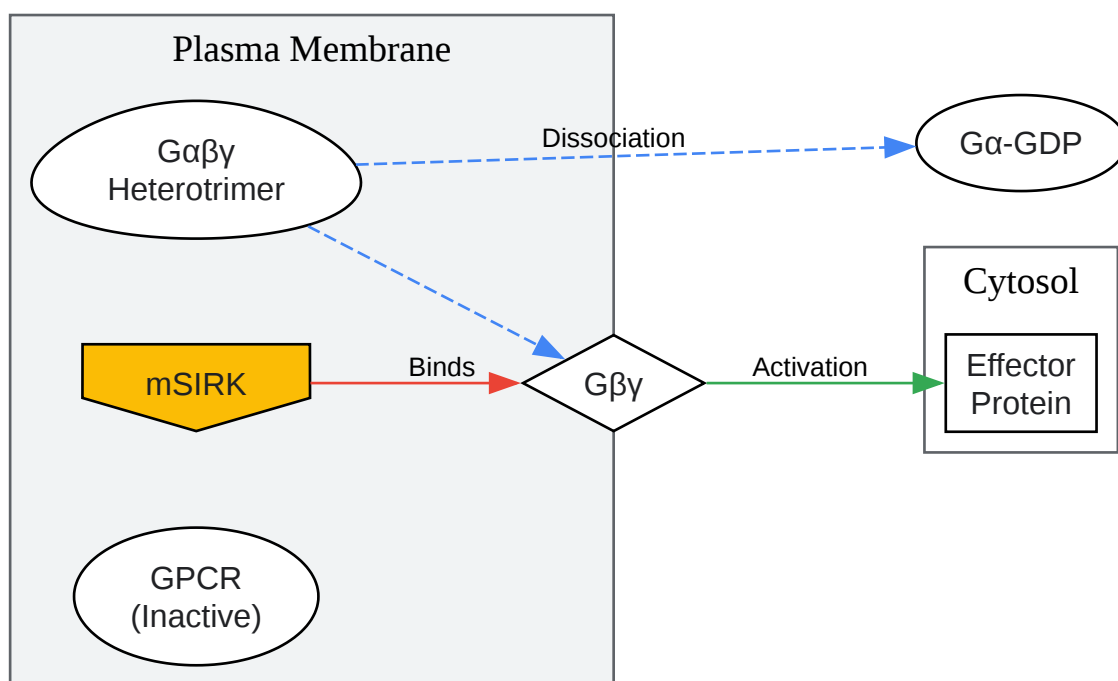 Plasma Membrane
Gαβγ
Heterotrimer
Dissociation
Gα-GDP
Cytosol
mSIRK
Binds
Gβγ
Activation
Effector
Protein
GPCR
(Inactive)